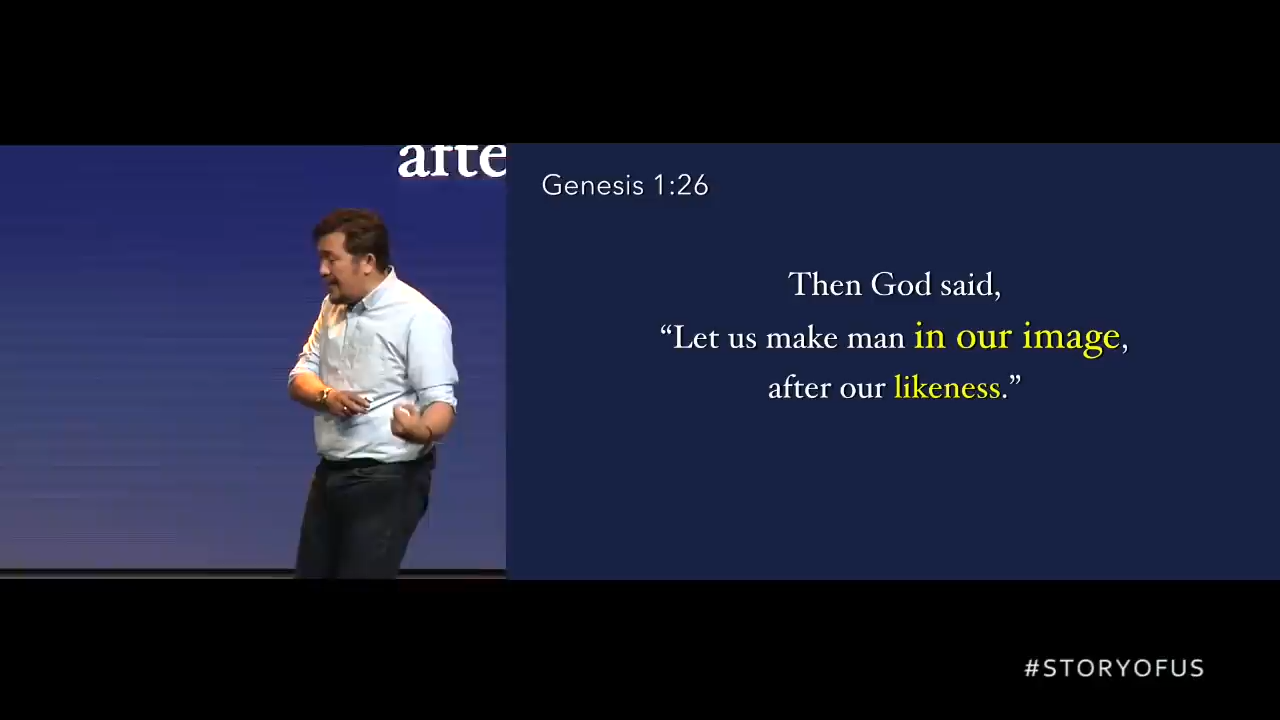 afte
Genesis 1:26
Then God said,
“Let us make man in our image,
after our likeness.”
#STORYOFUS